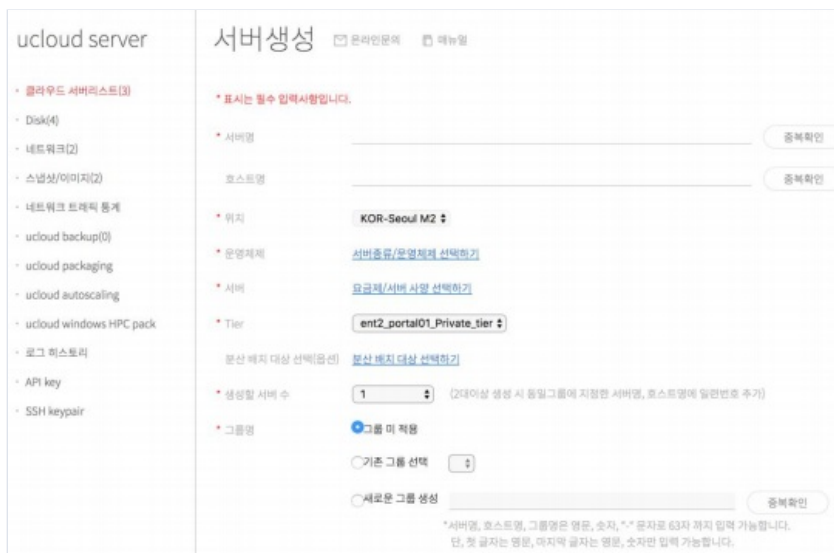 ucloud server
· 클라우드 서버리스트(3)
· Disk(4)
· 네트워크(2)
· 스냅샷/이미지(2)
· 네트워크 트래픽 통계
· ucloud backup(0)
· ucloud packaging
· ucloud autoscaling
· ucloud windows HPC pack
· 로그 히스토리
· API key
· SSH keypair
서버생성 온라인문의 매뉴얼
* 표시는 필수 입력사항입니다.
* 서버명 중복확인
호스트명 중복확인
* 위치 KOR-Seoul M2
* 운영체제 서버종류/운영체제 선택하기
* 서버 요금제/서버 사양 선택하기
* Tier ent2_portal01_Private_tier
분산 배치 대상 선택(옵션) 분산 배치 대상 선택하기
* 생성할 서버 수 1 (2대이상 생성 시 동일그룹에 지정한 서버명, 호스트명에 일련번호 추가)
* 그룹명 그룹 미 적용
기존 그룹 선택
새로운 그룹 생성 중복확인
*서버명, 호스트명, 그룹명은 영문, 숫자, "-" 문자로 63자 까지 입력 가능합니다.
단, 첫 글자는 영문, 마지막 글자는 영문, 숫자만 입력 가능합니다.